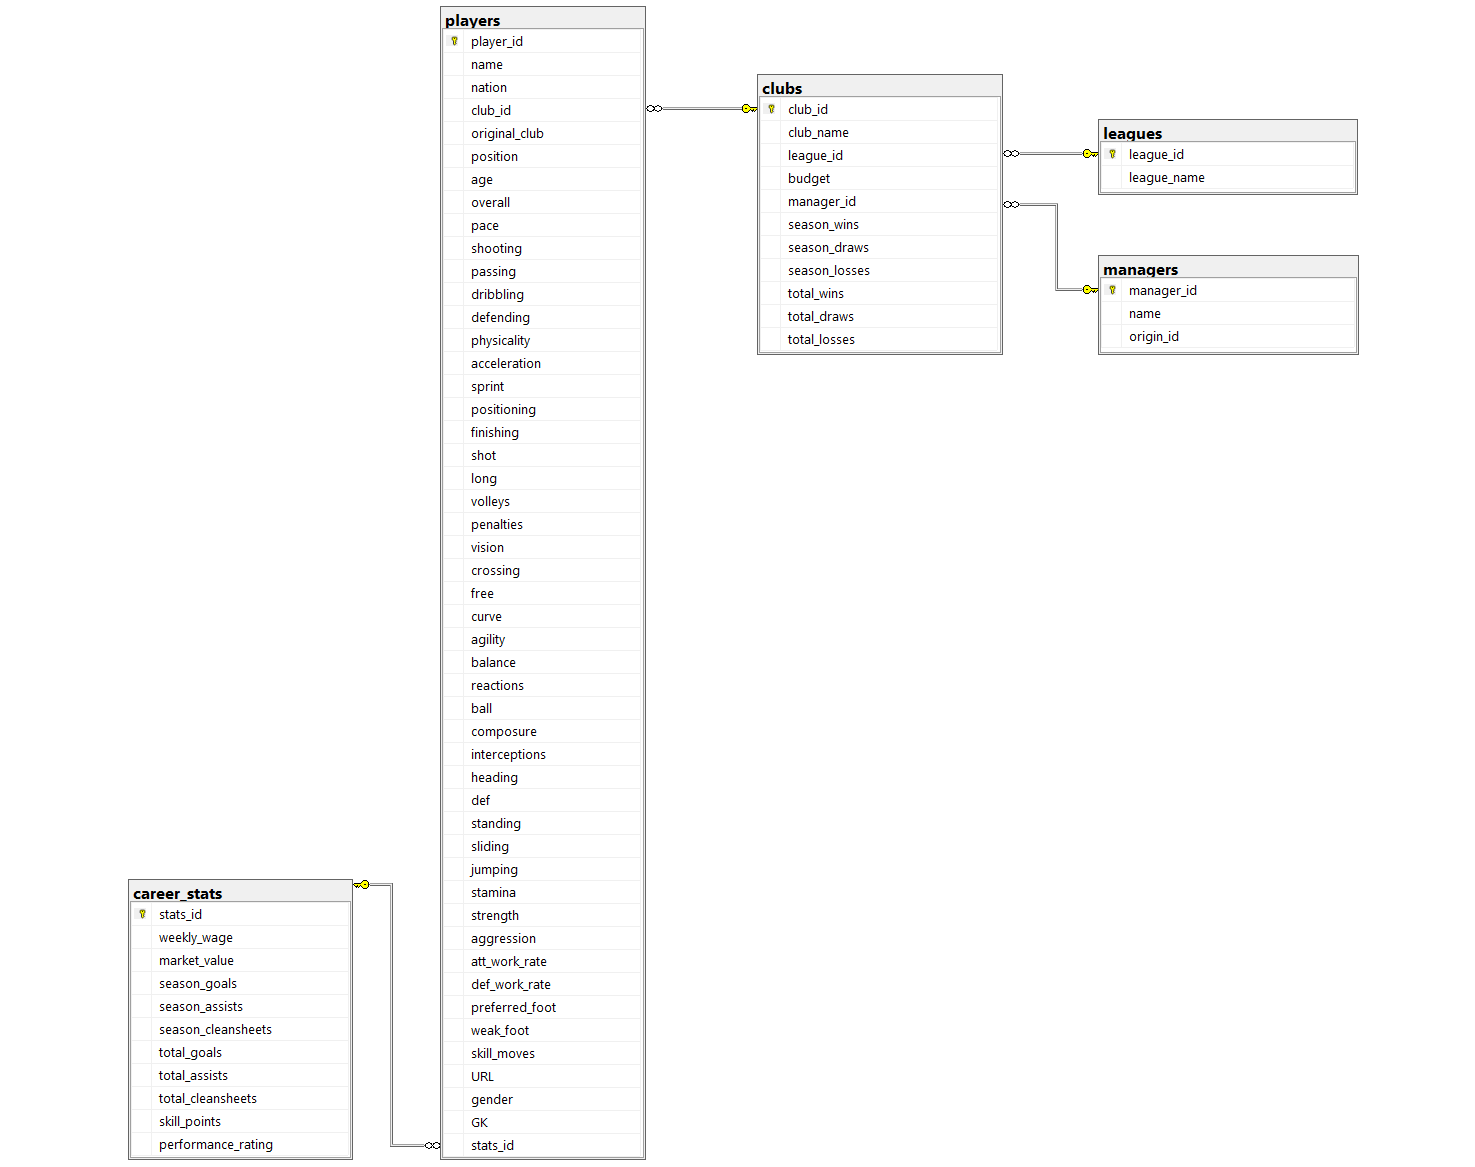 players
player_id
name
nation
club_id
original_club
position
age
overall
pace
shooting
passing
dribbling
defending
physicality
acceleration
sprint
positioning
finishing
shot
long
volleys
penalties
vision
crossing
free
curve
agility
balance
reactions
ball
composure
interceptions
heading
def
standing
sliding
jumping
stamina
strength
aggression
att_work_rate
def_work_rate
preferred_foot
weak_foot
skill_moves
URL
gender
GK
stats_id
clubs
club_id
club_name
league_id
budget
manager_id
season_wins
season_draws
season_losses
total_wins
total_draws
total_losses
leagues
league_id
league_name
managers
manager_id
name
origin_id
career_stats
stats_id
weekly_wage
market_value
season_goals
season_assists
season_cleansheets
total_goals
total_assists
total_cleansheets
skill_points
performance_rating